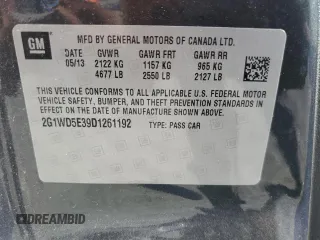 GM
MFD BY GENERAL MOTORS OF CANADA LTD.
DATE GVWR GAWR FRT GAWR RR
05/13 2122 KG 1157 KG 965 KG
4677 LB 2550 LB 2127 LB
THIS VEHICLE CONFORMS TO ALL APPLICABLE U.S. FEDERAL MOTOR
VEHICLE SAFETY, BUMPER, AND THEFT PREVENTION STANDARDS
IN EFFECT ON THE DATE OF MANUFACTURE SHOWN ABOVE.
2G1WD5E39D1261192 TYPE: PASS CAR
DREAMBID